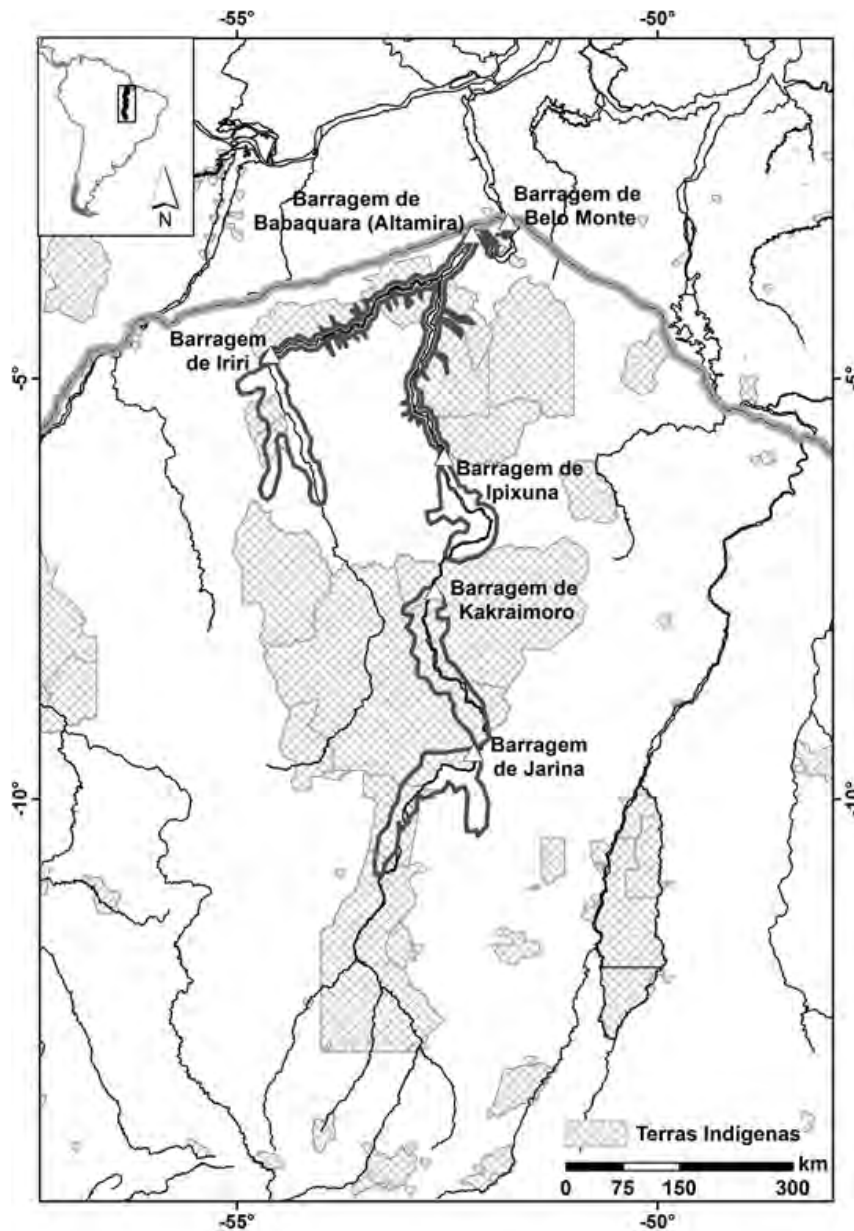 -55°
-50°
N
Barragem de
Babaquara (Altamira)
Barragem de
Belo Monte
Barragem
de Iriri
-5°
-5°
Barragem de
Ipixuna
Barragem de
Kakraimoro
Barragem
de Jarina
-10°
-10°
Terras Indígenas
km
0 75 150 300
-55°
-50°